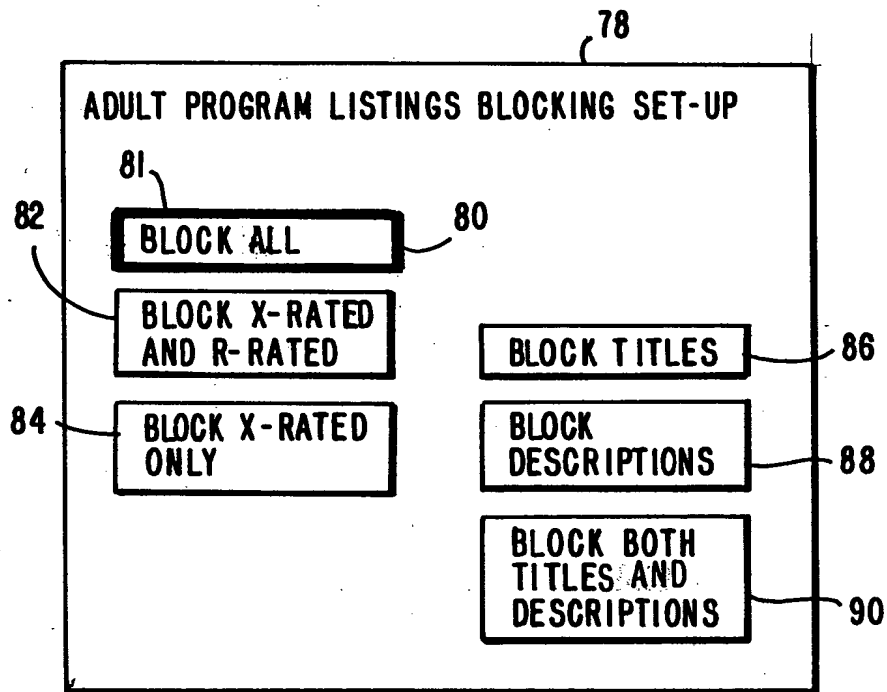 78
ADULT PROGRAM LISTINGS BLOCKING SET-UP
81
82
80
BLOCK ALL
BLOCK X-RATED
AND R-RATED
84
BLOCK X-RATED
ONLY
BLOCK TITLES
86
BLOCK
DESCRIPTIONS
88
BLOCK BOTH
TITLES AND
DESCRIPTIONS
90